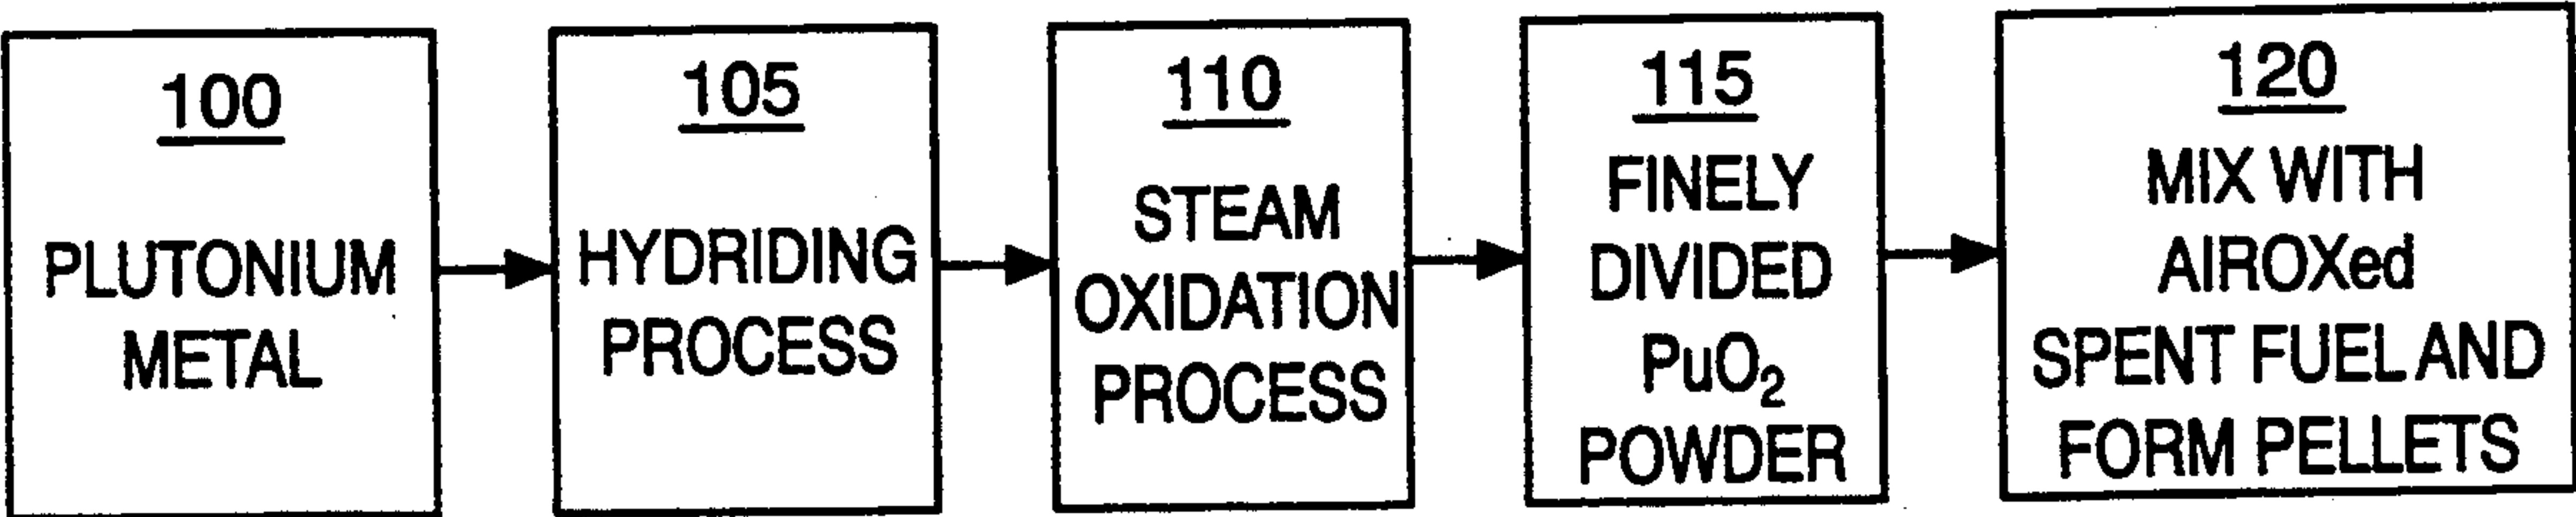 100
PLUTONIUM
METAL
105
HYDRIDING
PROCESS
110
STEAM
OXIDATION
PROCESS
115
FINELY
DIVIDED
PuO₂
POWDER
120
MIX WITH
AIROXed
SPENT FUEL AND
FORM PELLETS